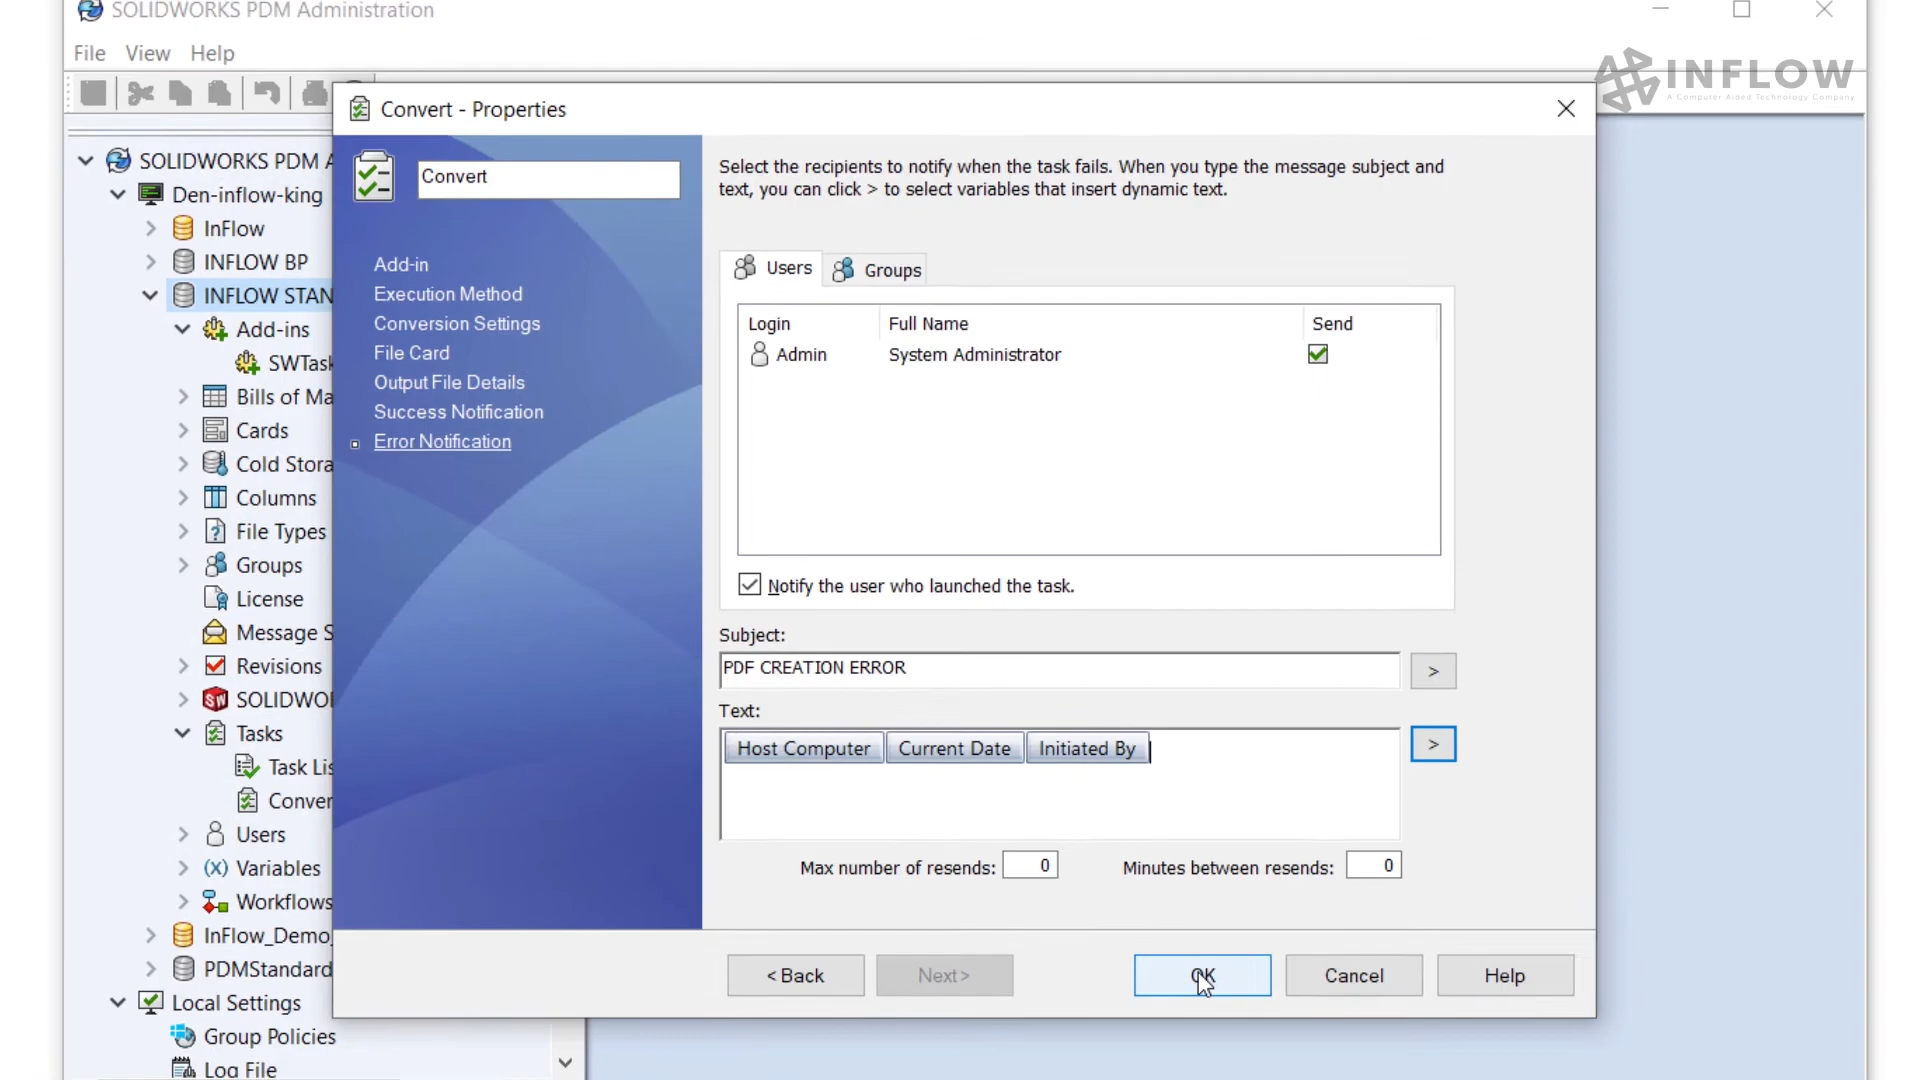 SOLIDWORKS PDM Administration
File View Help
INFLOW
A Computer Aided Technology Company
Convert - Properties
SOLIDWORKS PDM A
Den-inflow-king
InFlow
INFLOW BP
INFLOW STAN
Add-ins
SWTask
Bills of Ma
Cards
Cold Stora
Columns
File Types
Groups
License
Message S
Revisions
SOLIDWOR
Tasks
Task Lis
Conver
Users
(x) Variables
Workflows
InFlow_Demo
PDMStandard
Local Settings
Group Policies
Log File
Convert
Add-in
Execution Method
Conversion Settings
File Card
Output File Details
Success Notification
Error Notification
Select the recipients to notify when the task fails. When you type the message subject and
text, you can click > to select variables that insert dynamic text.
Users Groups
Login Full Name Send
Admin System Administrator
Notify the user who launched the task.
Subject:
PDF CREATION ERROR >
Text:
Host Computer Current Date Initiated By >
Max number of resends: 0 Minutes between resends: 0
< Back Next > OK Cancel Help